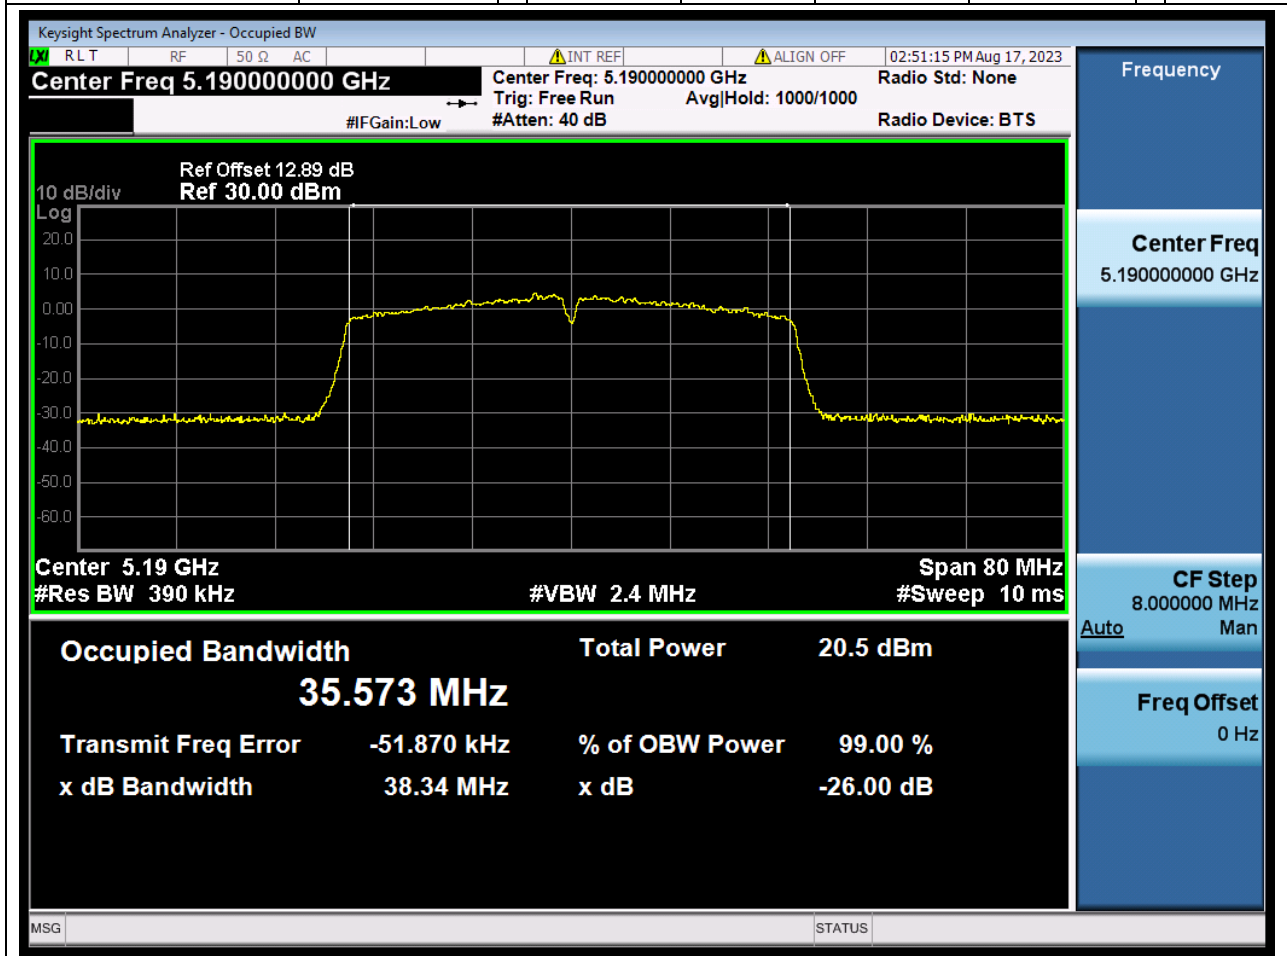 Keysight Spectrum Analyzer - Occupied BW
LXI RLT RF 50 Ω AC INT REF ALIGN OFF 02:51:15 PM Aug 17, 2023
Center Freq 5.190000000 GHz
Center Freq: 5.190000000 GHz Radio Std: None
Trig: Free Run Avg|Hold: 1000/1000
#IFGain:Low #Atten: 40 dB Radio Device: BTS
Ref Offset 12.89 dB
10 dB/div Ref 30.00 dBm
Log
20.0
10.0
0.00
-10.0
-20.0
-30.0
-40.0
-50.0
-60.0
Center 5.19 GHz Span 80 MHz
#Res BW 390 kHz #VBW 2.4 MHz #Sweep 10 ms
Occupied Bandwidth Total Power 20.5 dBm
35.573 MHz
Transmit Freq Error -51.870 kHz % of OBW Power 99.00 %
x dB Bandwidth 38.34 MHz x dB -26.00 dB
MSG STATUS
Frequency
Center Freq
5.190000000 GHz
CF Step
8.000000 MHz
Auto Man
Freq Offset
0 Hz